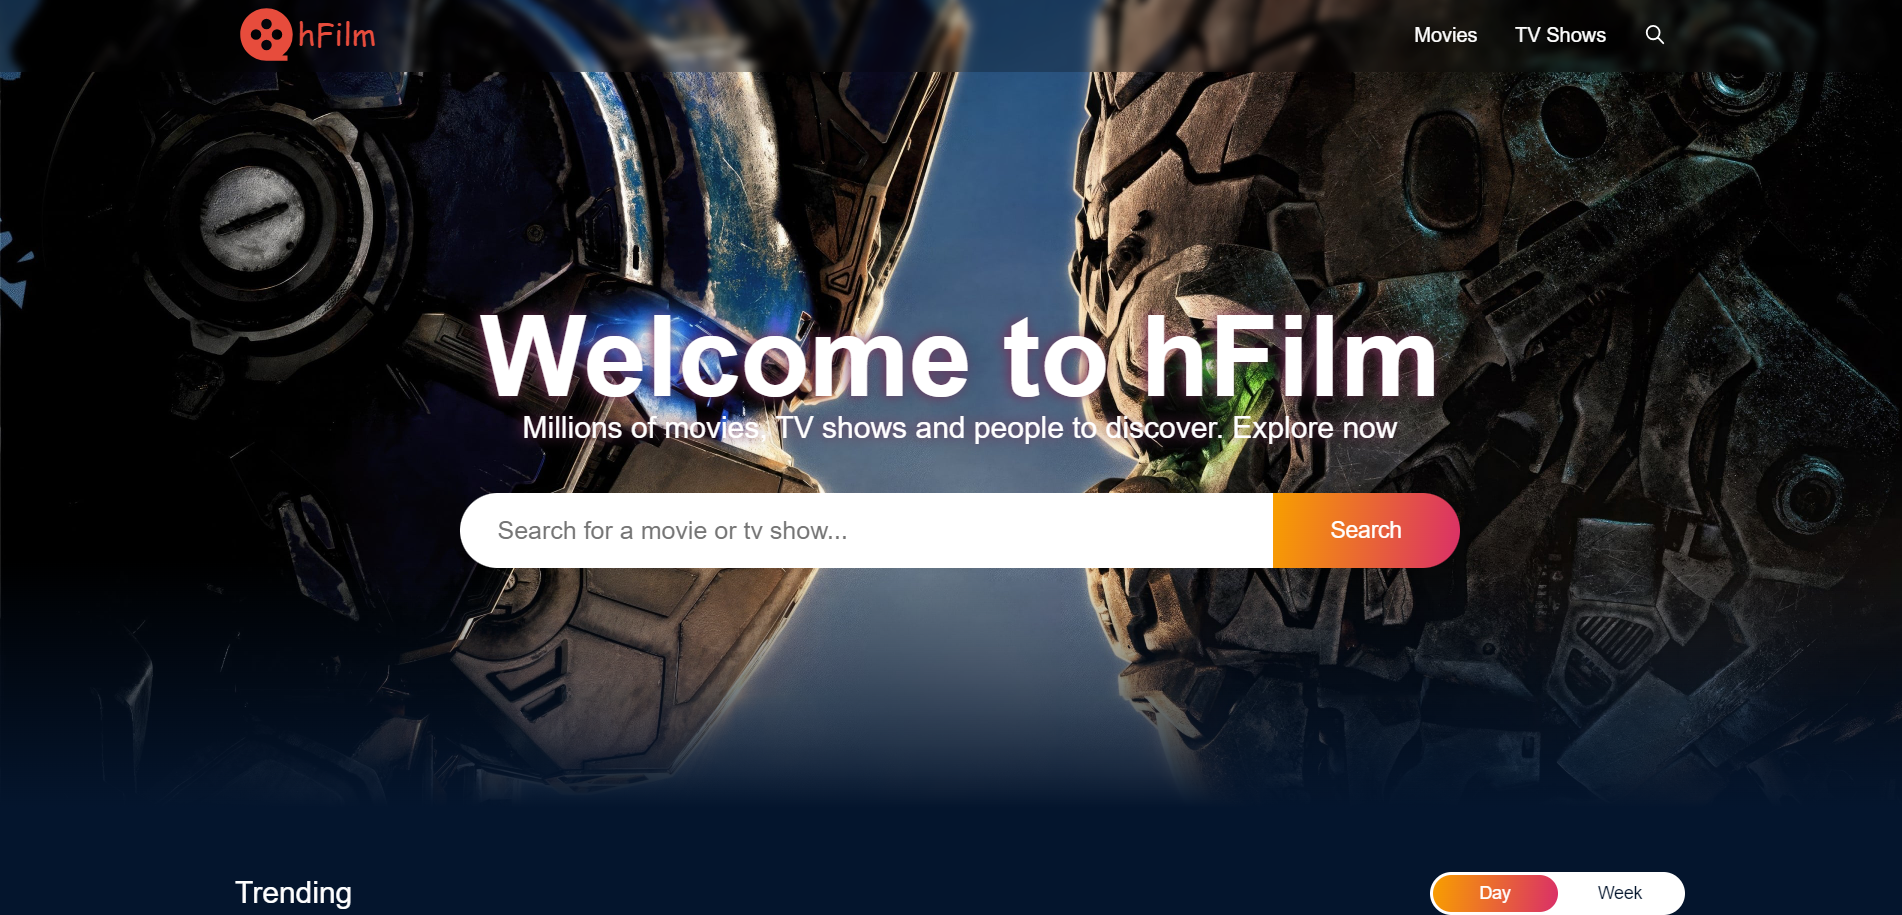 hFilm
Movies
TV Shows
Welcome to hFilm
Millions of movies, TV shows and people to discover. Explore now
Search for a movie or tv show...
Search
Trending
Day
Week